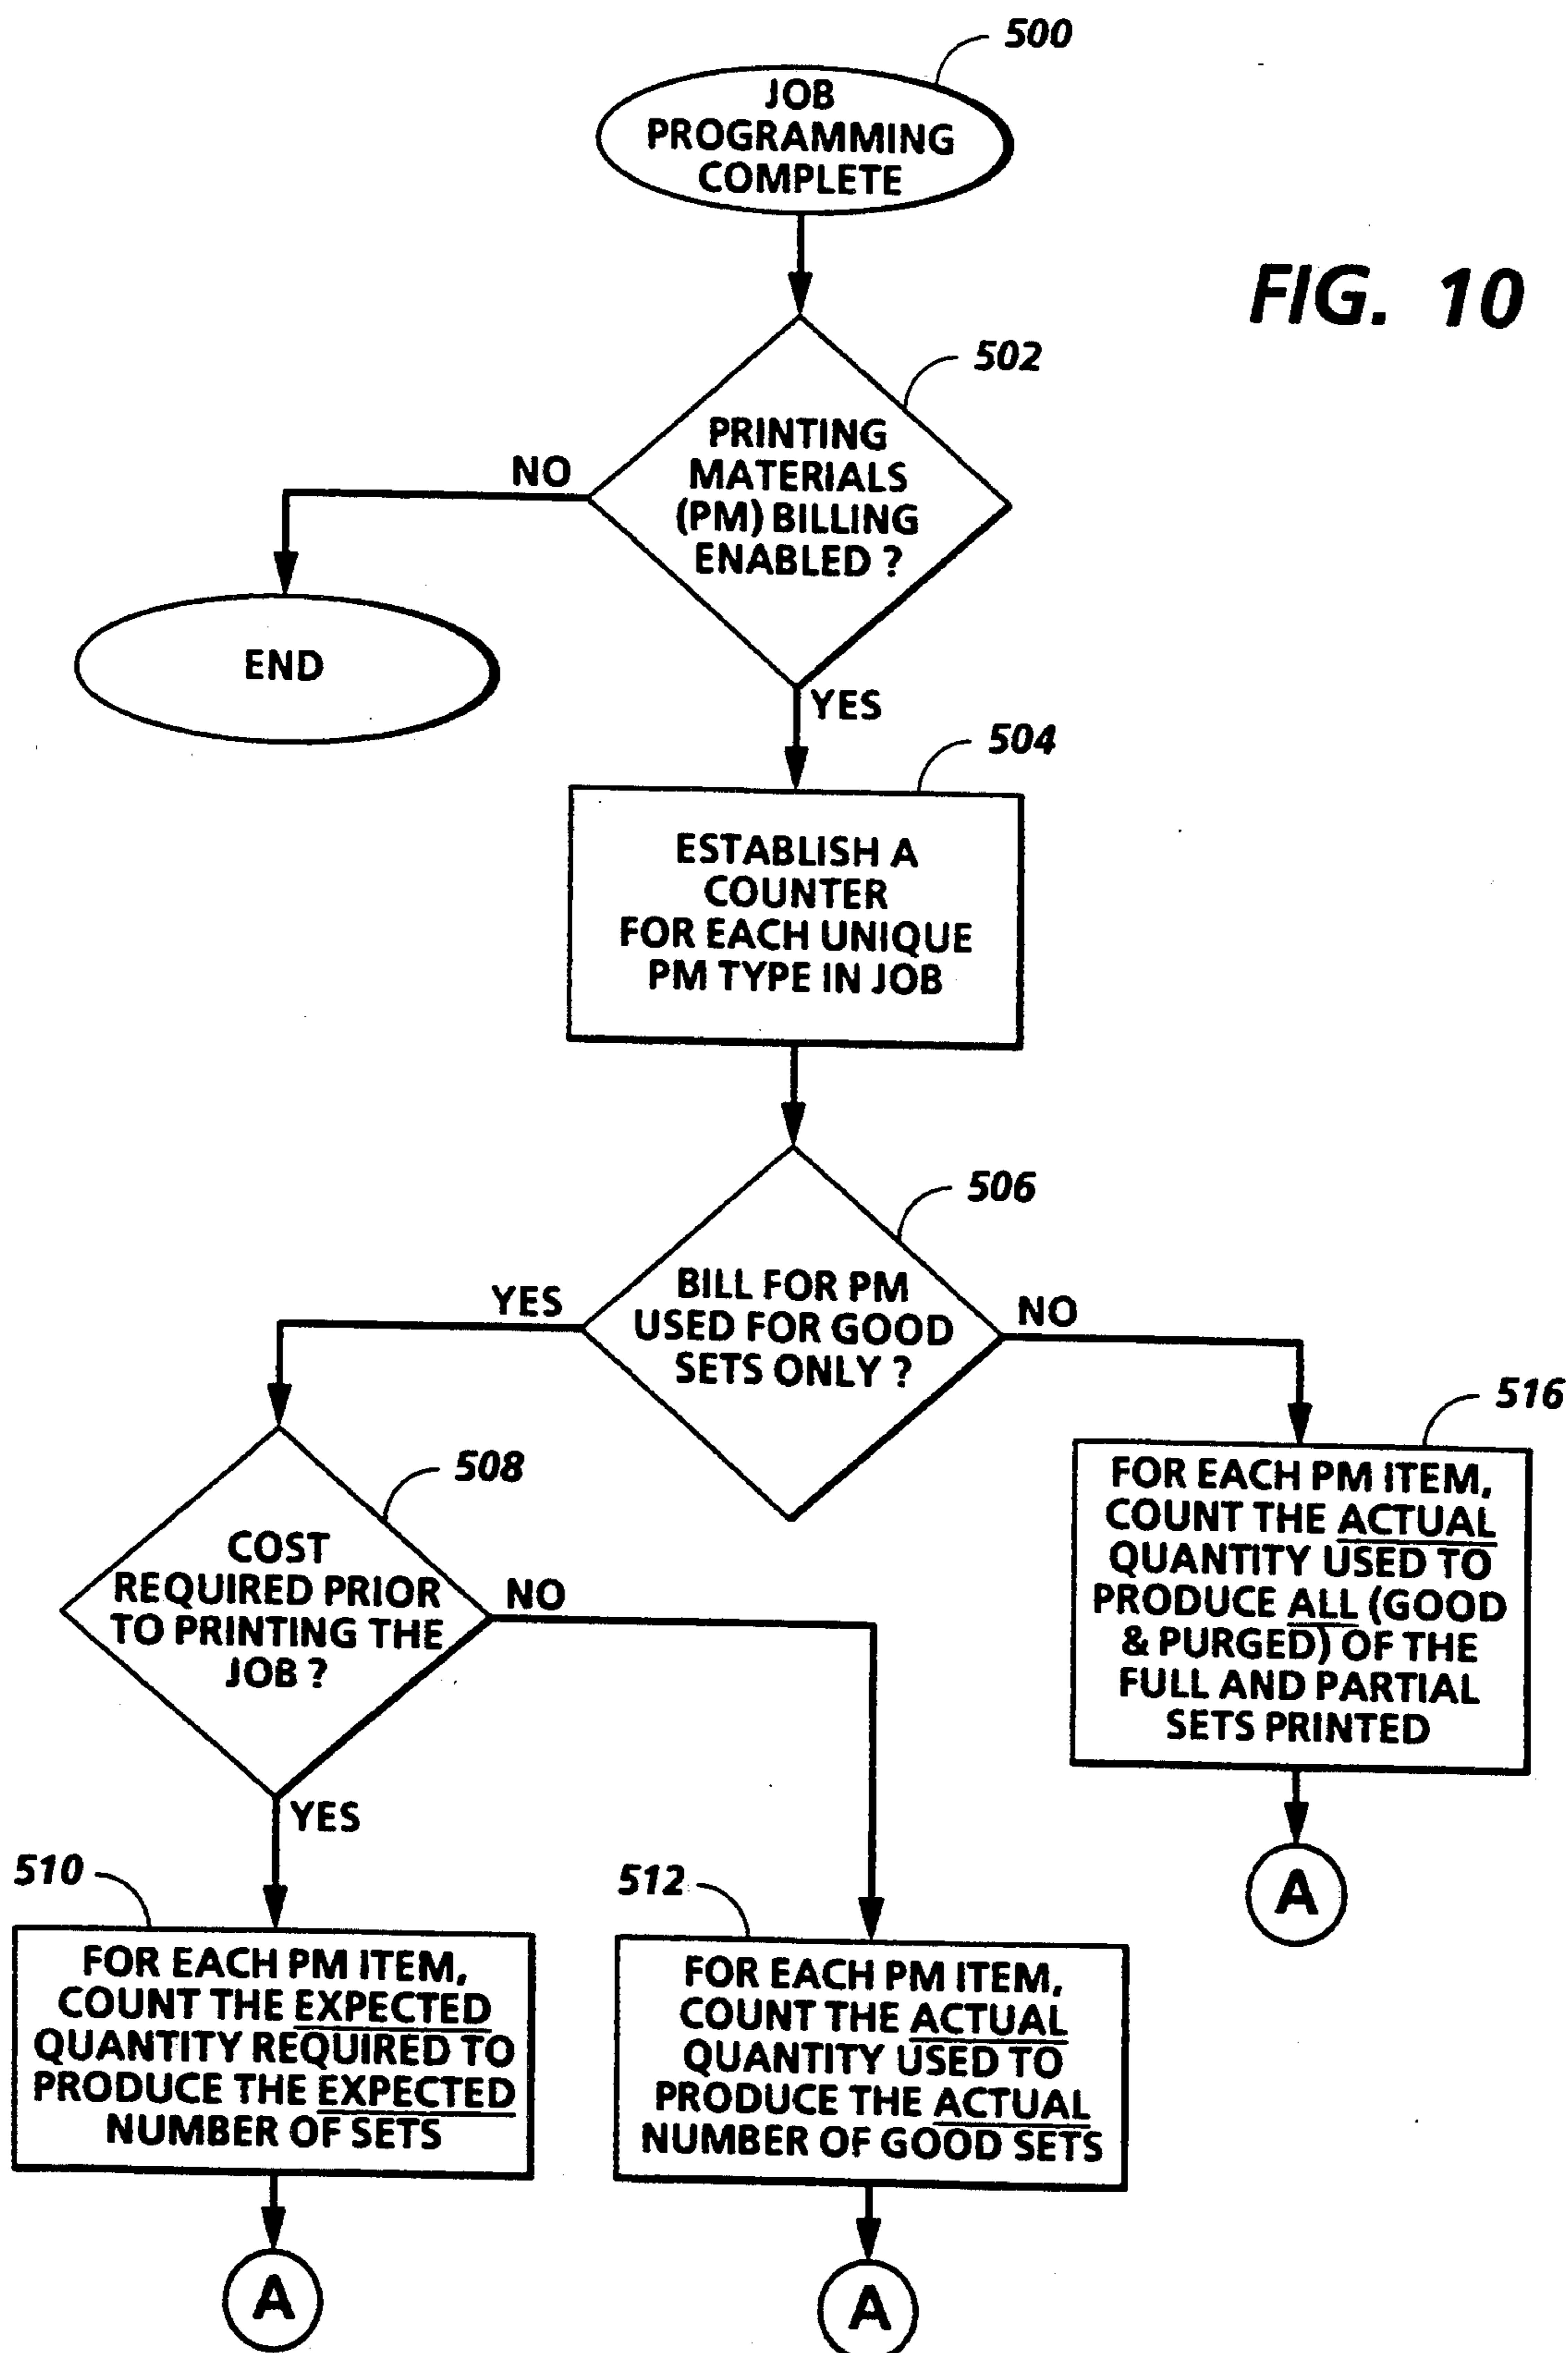 500
JOB
PROGRAMMING
COMPLETE
FIG. 10
502
PRINTING
MATERIALS
(PM) BILLING
ENABLED ?
NO
END
YES
504
ESTABLISH A
COUNTER
FOR EACH UNIQUE
PM TYPE IN JOB
506
BILL FOR PM
USED FOR GOOD
SETS ONLY ?
YES
NO
508
COST
REQUIRED PRIOR
TO PRINTING THE
JOB ?
NO
YES
516
FOR EACH PM ITEM,
COUNT THE ACTUAL
QUANTITY USED TO
PRODUCE ALL (GOOD
& PURGED) OF THE
FULL AND PARTIAL
SETS PRINTED
A
510
FOR EACH PM ITEM,
COUNT THE EXPECTED
QUANTITY REQUIRED TO
PRODUCE THE EXPECTED
NUMBER OF SETS
A
512
FOR EACH PM ITEM,
COUNT THE ACTUAL
QUANTITY USED TO
PRODUCE THE ACTUAL
NUMBER OF GOOD SETS
A